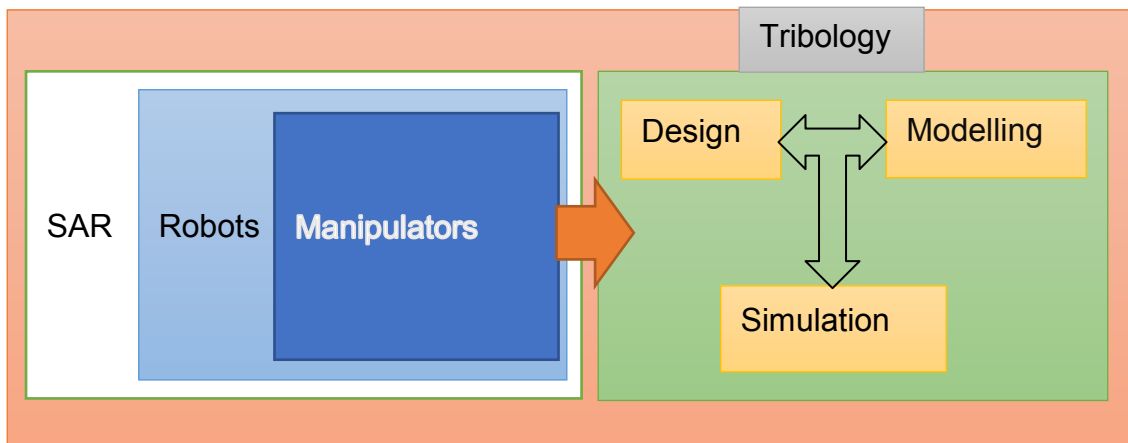 Tribology
SAR
Robots
Manipulators
Design
Modelling
Simulation